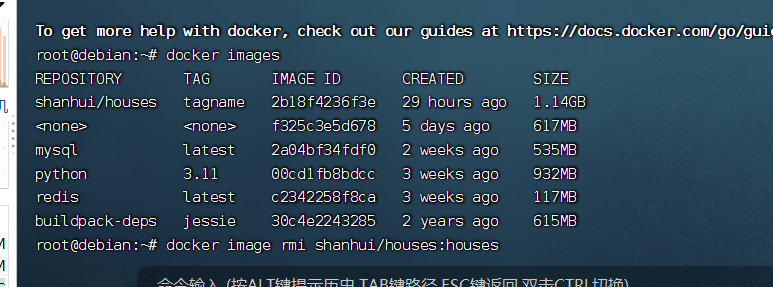 To get more help with docker, check out our guides at https://docs.docker.com/go/gui
root@debian:~# docker images
REPOSITORY TAG IMAGE ID CREATED SIZE
shanhui/houses tagname 2b18f4236f3e 29 hours ago 1.14GB
<none> <none> f325c3e5d678 5 days ago 617MB
mysql latest 2a04bf34fdf0 2 weeks ago 535MB
python 3.11 00cd1fb8bdcc 3 weeks ago 932MB
redis latest c2342258f8ca 3 weeks ago 117MB
buildpack-deps jessie 30c4e2243285 2 years ago 615MB
root@debian:~# docker image rmi shanhui/houses:houses
命令输入 (按ALT键提示历史,TAB键路径,ESC键返回,双击CTRL切换)
机
M
M